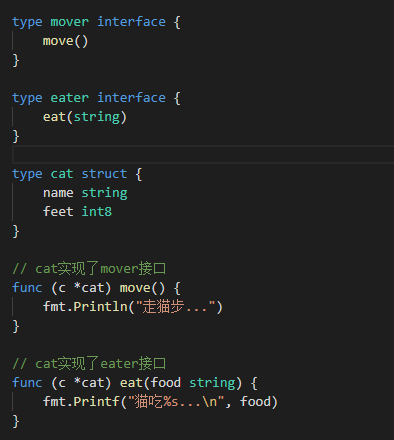 type mover interface {
    move()
}
type eater interface {
    eat(string)
}
type cat struct {
    name string
    feet int8
}
// cat实现了mover接口
func (c *cat) move() {
    fmt.Println("走猫步...")
}
// cat实现了eater接口
func (c *cat) eat(food string) {
    fmt.Printf("猫吃%s...\n", food)
}